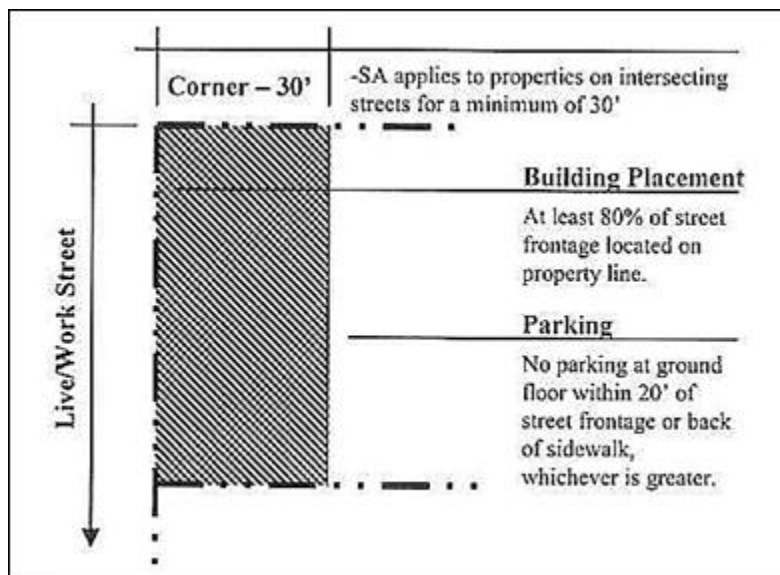 Corner – 30'
-SA applies to properties on intersecting
streets for a minimum of 30'
Building Placement
At least 80% of street
frontage located on
property line.
Parking
No parking at ground
floor within 20' of
street frontage or back
of sidewalk,
whichever is greater.
Live/Work Street